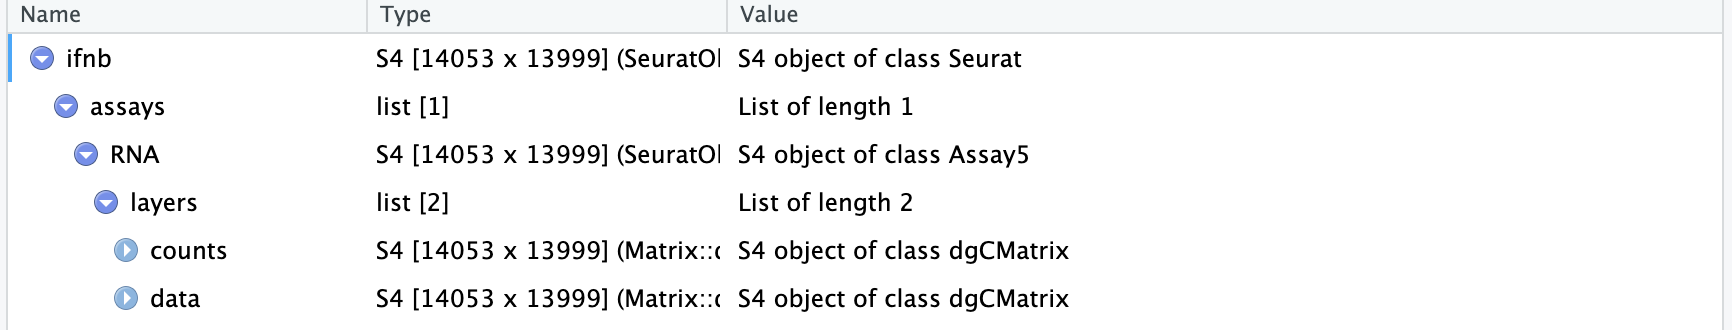 Name Type Value
ifnb S4 [14053 x 13999] (SeuratOl S4 object of class Seurat
assays list [1] List of length 1
RNA S4 [14053 x 13999] (SeuratOl S4 object of class Assay5
layers list [2] List of length 2
counts S4 [14053 x 13999] (Matrix::c S4 object of class dgCMatrix
data S4 [14053 x 13999] (Matrix::c S4 object of class dgCMatrix